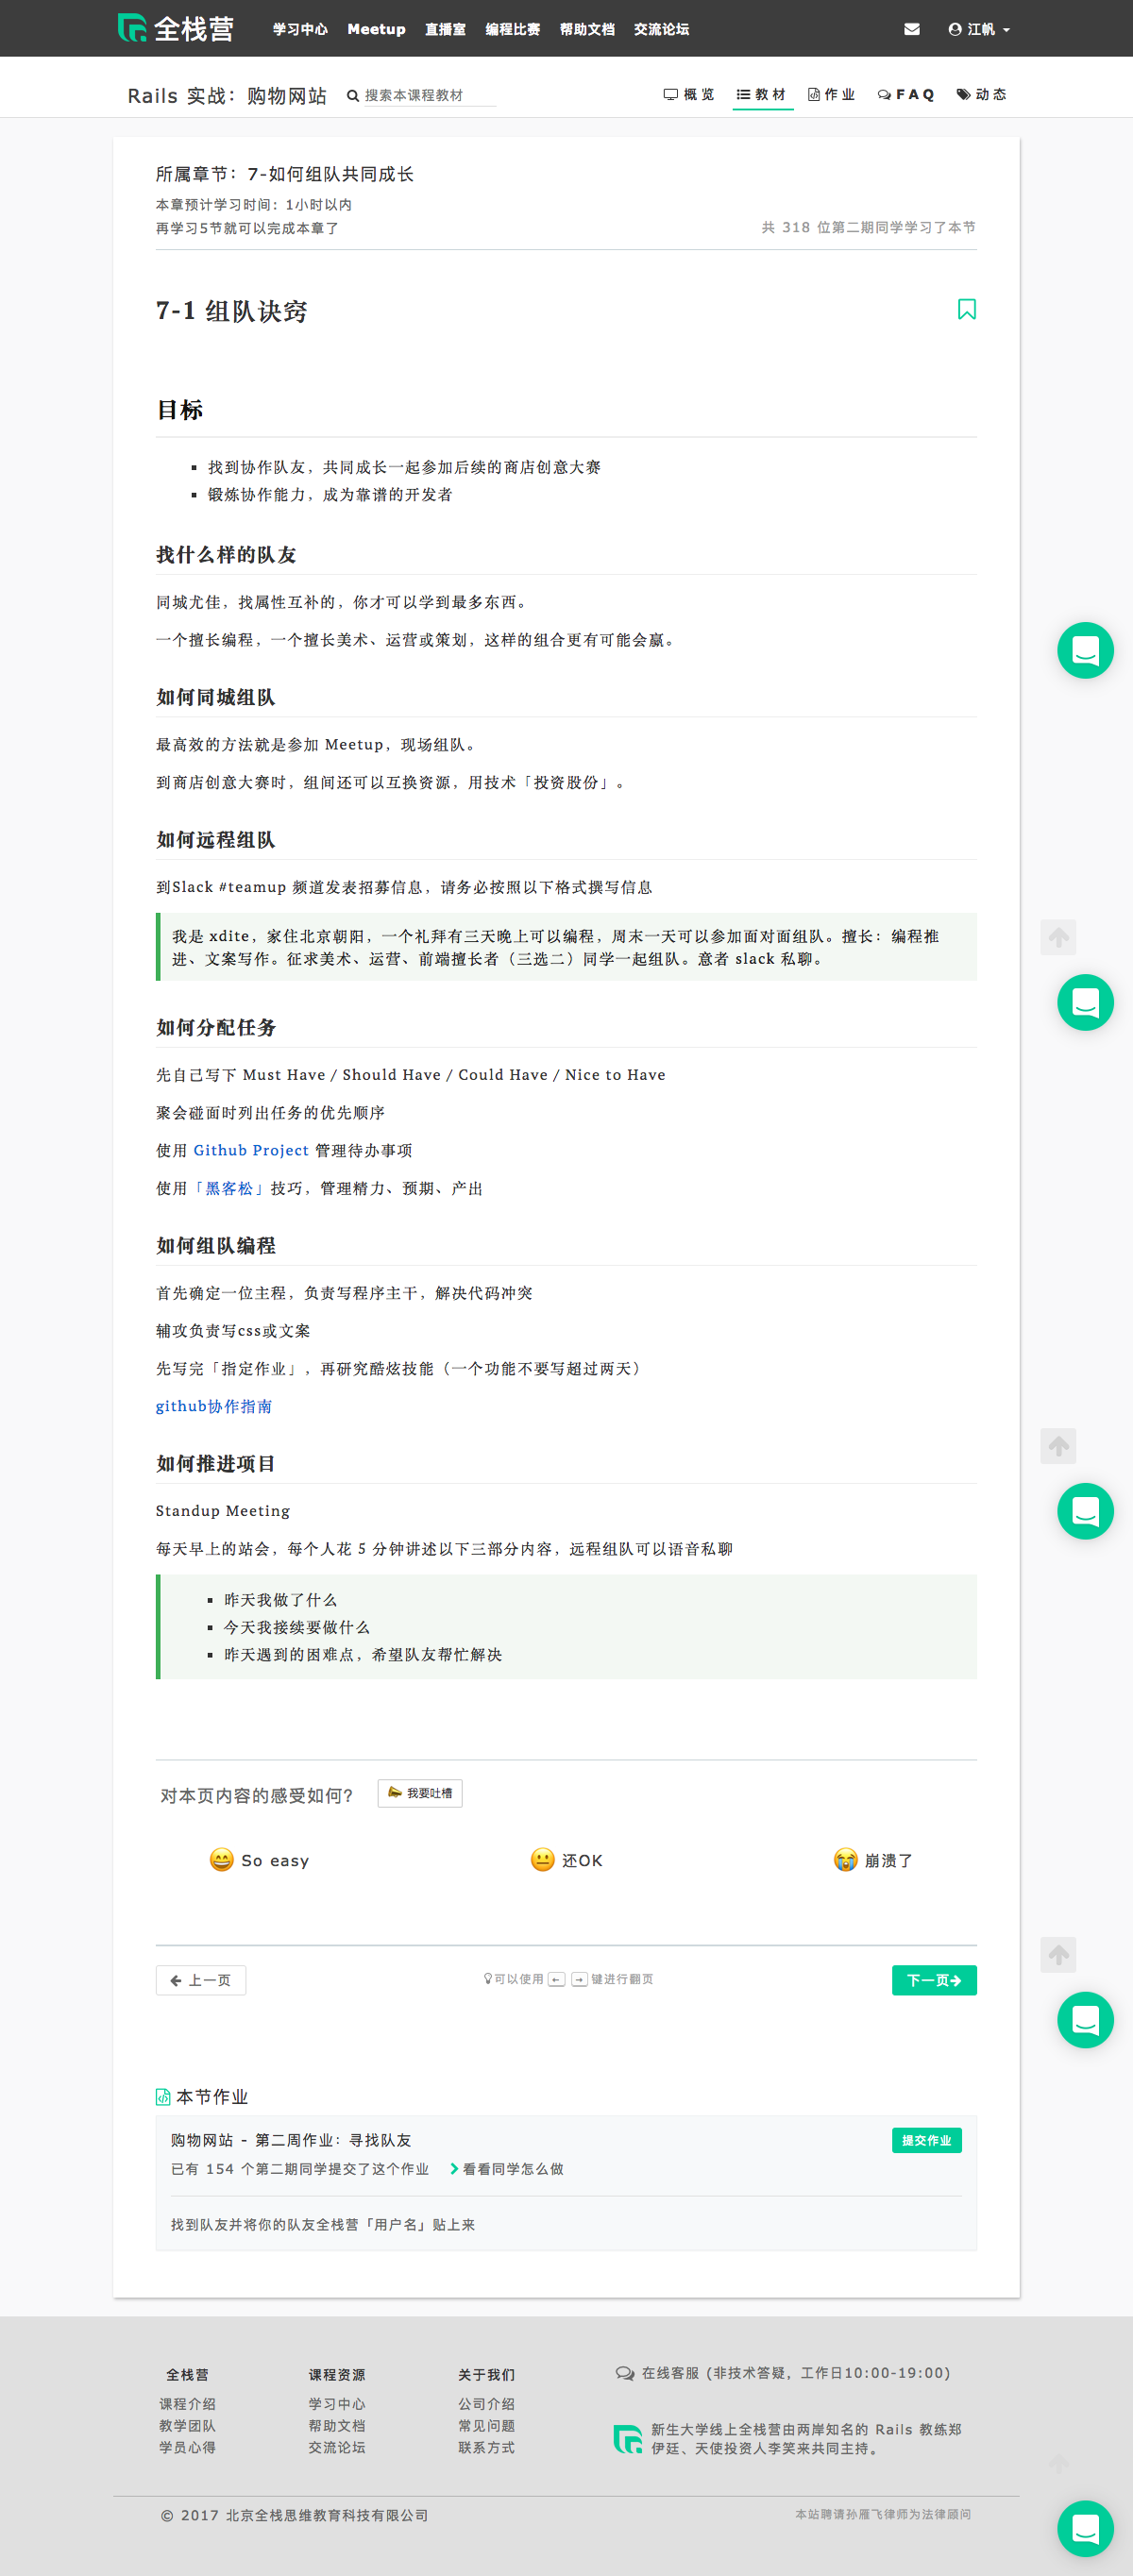 全栈营
学习中心 Meetup 直播室 编程比赛 帮助文档 交流论坛 江帆
Rails 实战：购物网站 搜索本课程教材 概览 教材 作业 FAQ 动态
所属章节：7-如何组队共同成长
本章预计学习时间：1小时以内
再学习5节就可以完成本章了
共 318 位第二期同学学习了本节
7-1 组队诀窍
目标
找到协作队友，共同成长一起参加后续的商店创意大赛
锻炼协作能力，成为靠谱的开发者
找什么样的队友
同城尤佳，找属性互补的，你才可以学到最多东西。
一个擅长编程，一个擅长美术、运营或策划，这样的组合更有可能会赢。
如何同城组队
最高效的方法就是参加 Meetup，现场组队。
到商店创意大赛时，组间还可以互换资源，用技术「投资股份」。
如何远程组队
到Slack #teamup 频道发表招募信息，请务必按照以下格式撰写信息
我是 xdite，家住北京朝阳，一个礼拜有三天晚上可以编程，周末一天可以参加面对面组队。擅长：编程推
进、文案写作。征求美术、运营、前端擅长者（三选二）同学一起组队。意者 slack 私聊。
如何分配任务
先自己写下 Must Have / Should Have / Could Have / Nice to Have
聚会碰面时列出任务的优先顺序
使用 Github Project 管理待办事项
使用「黑客松」技巧，管理精力、预期、产出
如何组队编程
首先确定一位主程，负责写程序主干，解决代码冲突
辅攻负责写css或文案
先写完「指定作业」，再研究酷炫技能（一个功能不要写超过两天）
github协作指南
如何推进项目
Standup Meeting
每天早上的站会，每个人花 5 分钟讲述以下三部分内容，远程组队可以语音私聊
昨天我做了什么
今天我接续要做什么
昨天遇到的困难点，希望队友帮忙解决
对本页内容的感受如何? 我要吐槽
So easy 还OK 崩溃了
上一页 可以使用 ← → 键进行翻页 下一页
本节作业
购物网站 - 第二周作业：寻找队友 提交作业
已有 154 个第二期同学提交了这个作业 看看同学怎么做
找到队友并将你的队友全栈营「用户名」贴上来
全栈营 课程资源 关于我们 在线客服 (非技术答疑，工作日10:00-19:00)
课程介绍 学习中心 公司介绍
教学团队 帮助文档 常见问题
学员心得 交流论坛 联系方式
新生大学线上全栈营由两岸知名的 Rails 教练郑
伊廷、天使投资人李笑来共同主持。
© 2017 北京全栈思维教育科技有限公司 本站聘请孙雁飞律师为法律顾问